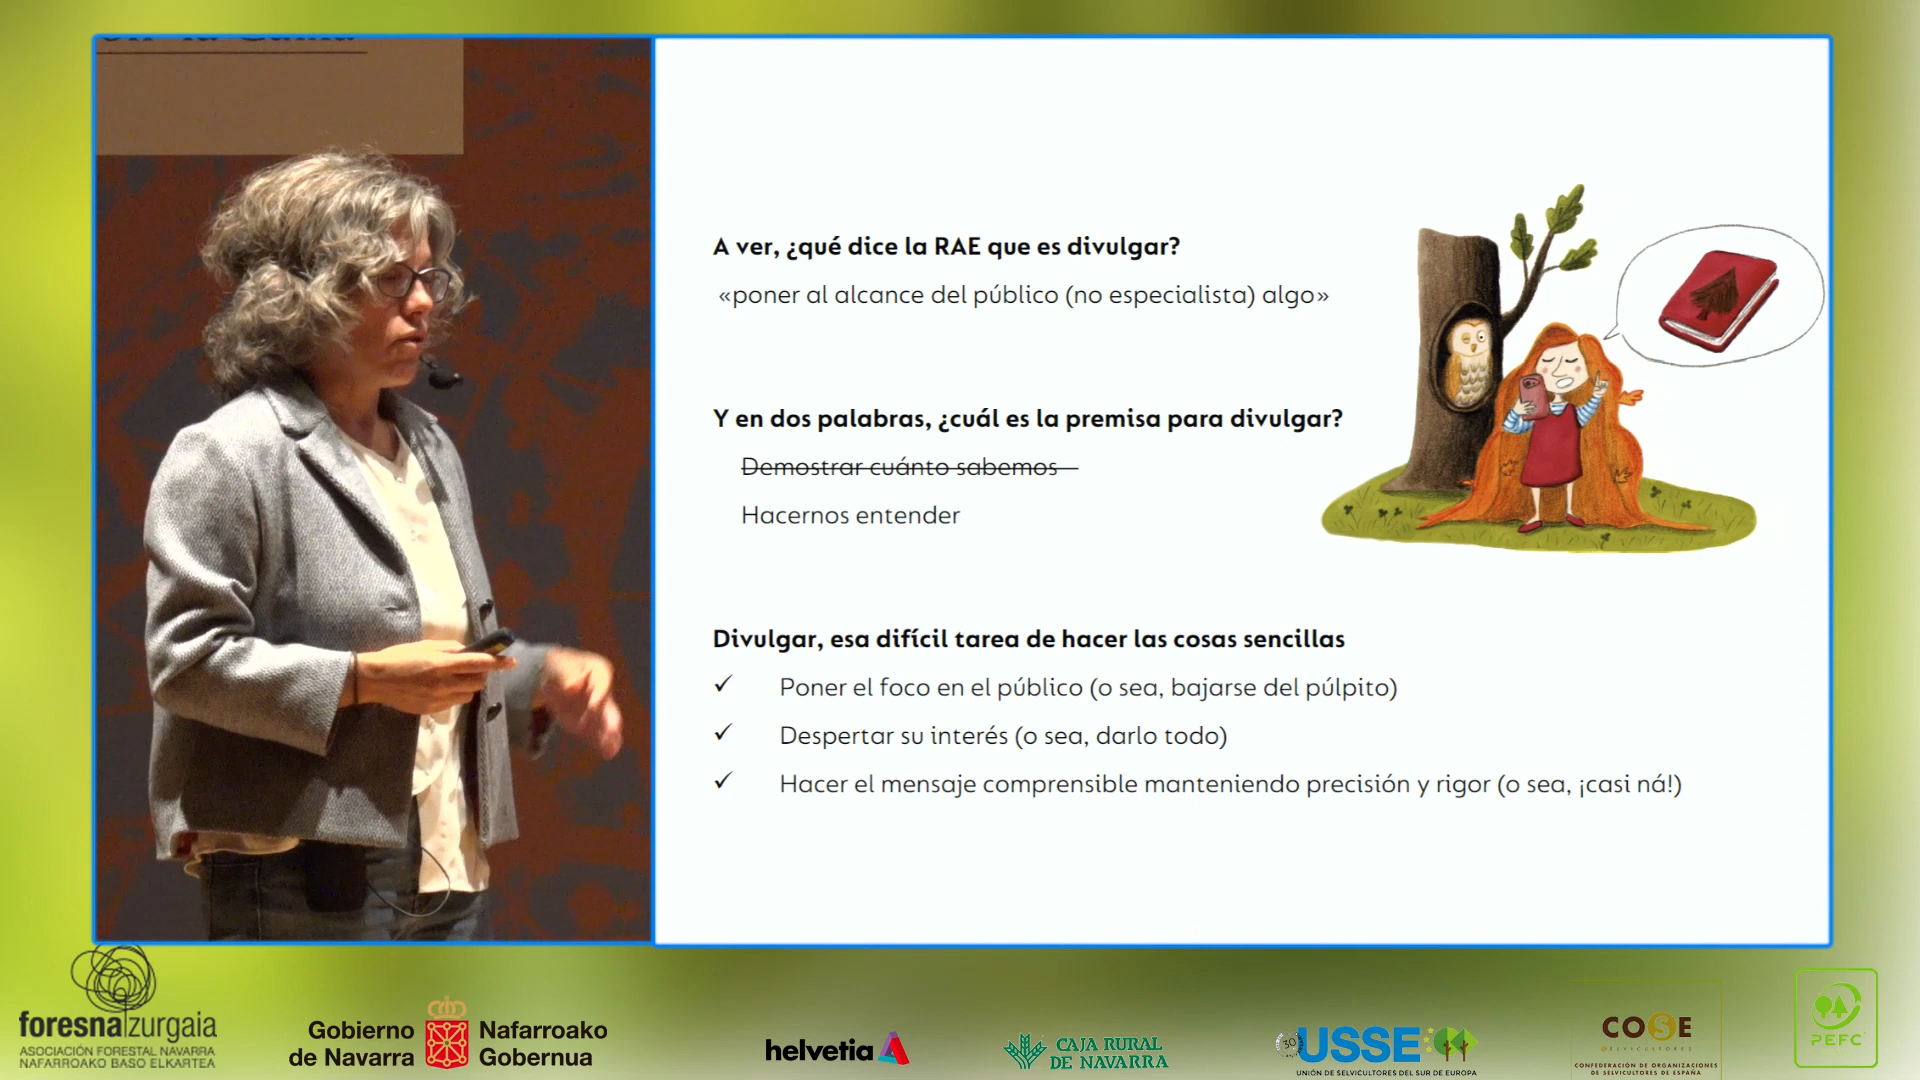 A ver, ¿qué dice la RAE que es divulgar?
«poner al alcance del público (no especialista) algo»
Y en dos palabras, ¿cuál es la premisa para divulgar?
Demostrar cuánto sabemos
Hacernos entender
Divulgar, esa difícil tarea de hacer las cosas sencillas
✓ Poner el foco en el público (o sea, bajarse del púlpito)
✓ Despertar su interés (o sea, darlo todo)
✓ Hacer el mensaje comprensible manteniendo precisión y rigor (o sea, ¡casi ná!)
foresna zurgaia
ASOCIACIÓN FORESTAL NAVARRA
NAFARROAKO BASO ELKARTEA
Gobierno
de Navarra
Nafarroako
Gobernua
helvetia
CAJA RURAL
DE NAVARRA
30
USSE
UNIÓN DE SELVICULTORES DEL SUR DE EUROPA
COSE
CONFEDERACIÓN DE ORGANIZACIONES
DE SELVICULTORES DE ESPAÑA
PEFC